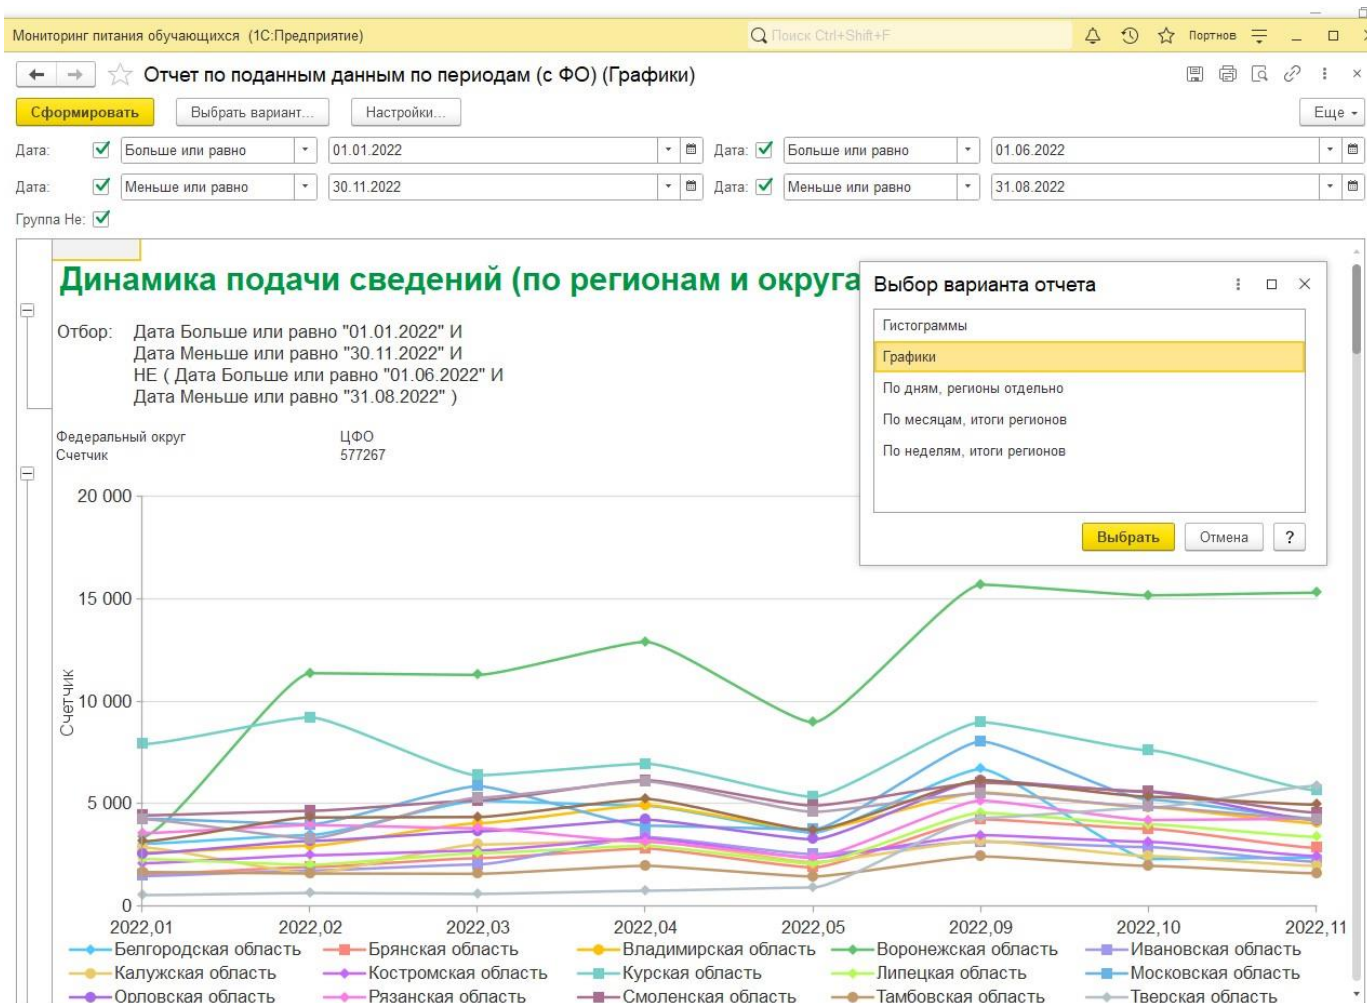 Мониторинг питания обучающихся (1С:Предприятие)
Поиск Ctrl+Shift+F
Портнов
Отчет по поданным данным по периодам (с ФО) (Графики)
Сформировать
Выбрать вариант...
Настройки...
Еще
Дата: Больше или равно 01.01.2022 Дата: Больше или равно 01.06.2022
Дата: Меньше или равно 30.11.2022 Дата: Меньше или равно 31.08.2022
Группа Не:
Динамика подачи сведений (по регионам и округа
Отбор: Дата Больше или равно "01.01.2022" И
Дата Меньше или равно "30.11.2022" И
НЕ ( Дата Больше или равно "01.06.2022" И
Дата Меньше или равно "31.08.2022" )
Федеральный округ ЦФО
Счетчик 577267
Выбор варианта отчета
Гистограммы
Графики
По дням, регионы отдельно
По месяцам, итоги регионов
По неделям, итоги регионов
Выбрать
Отмена
?
20 000
15 000
10 000
5 000
0
Счетчик
2022,01 2022,02 2022,03 2022,04 2022,05 2022,09 2022,10 2022,11
Белгородская область Брянская область Владимирская область Воронежская область Ивановская область
Калужская область Костромская область Курская область Липецкая область Московская область
Орловская область Рязанская область Смоленская область Тамбовская область Тверская область